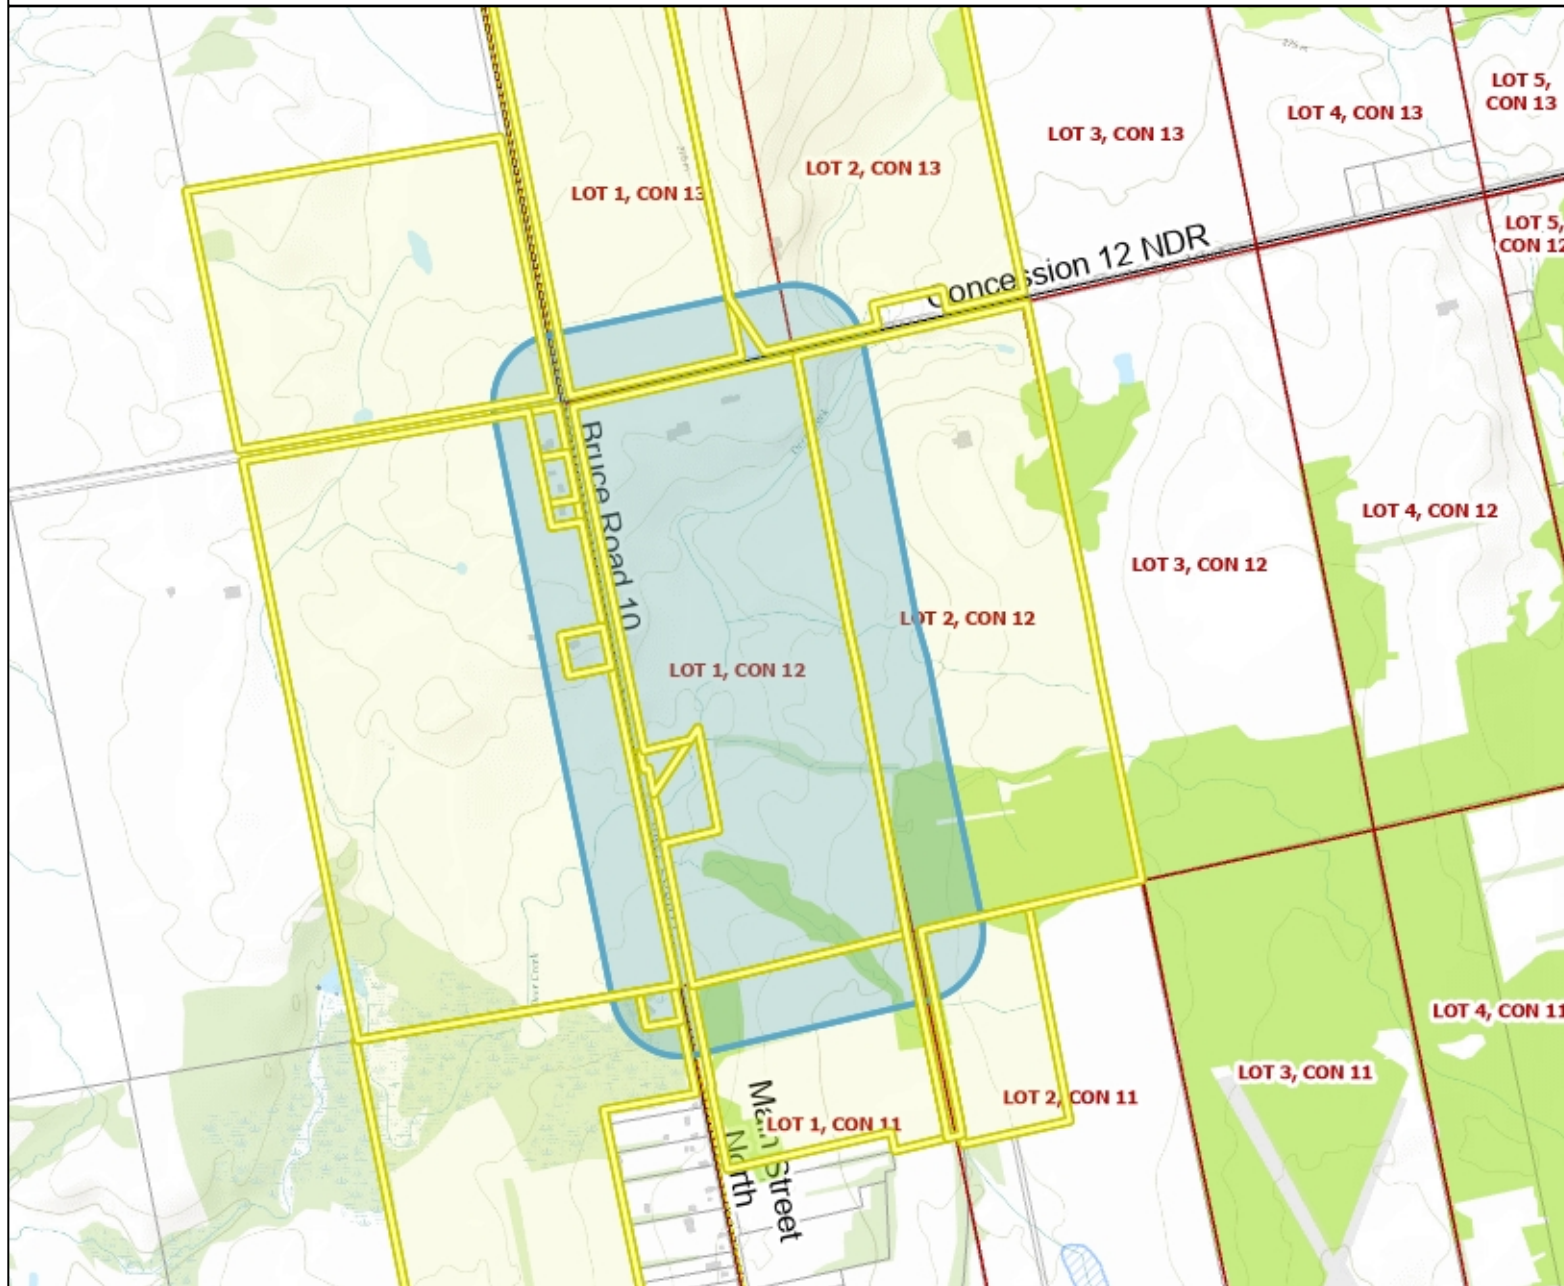 LOT 5,
CON 13
LOT 4, CON 13
LOT 3, CON 13
275 m
LOT 2, CON 13
LOT 1, CON 13
LOT 5,
CON 12
Concession 12 NDR
Bruce Road 10
LOT 4, CON 12
LOT 3, CON 12
LOT 2, CON 12
LOT 1, CON 12
LOT 4, CON 11
LOT 3, CON 11
LOT 2, CON 11
LOT 1, CON 11
Main Street
North